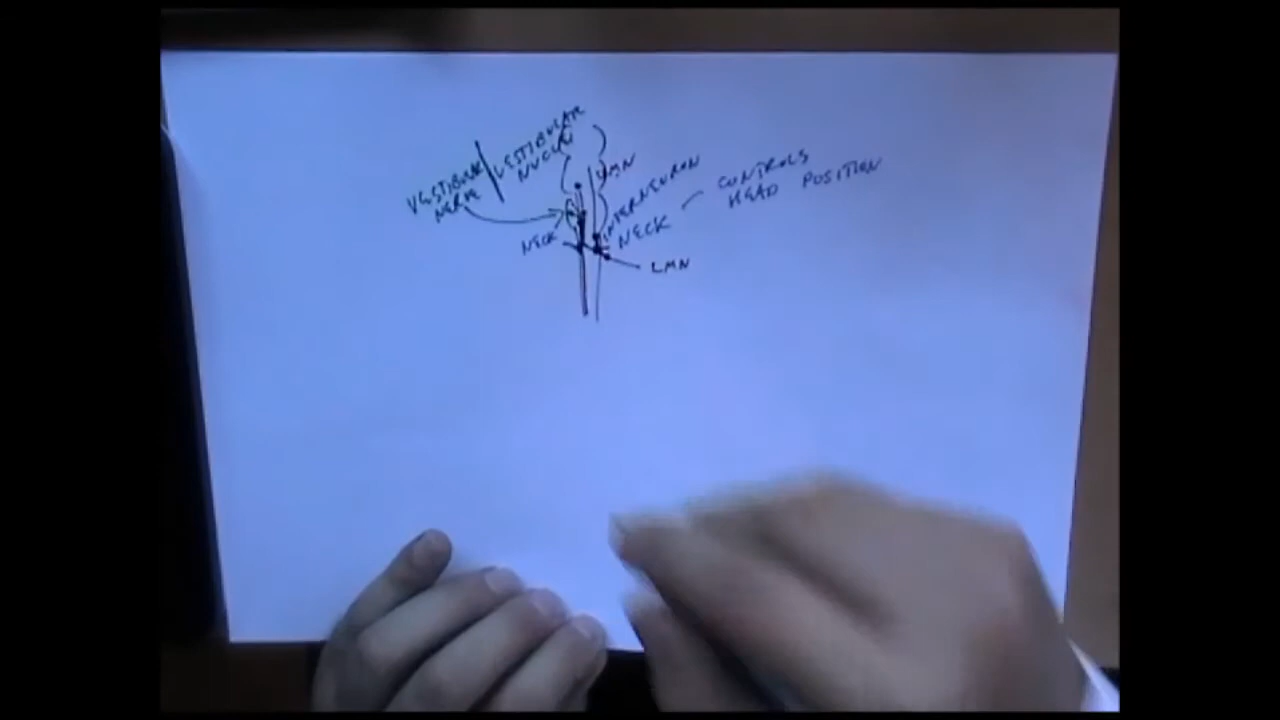 VESTIBULAR
NUCLEI
VESTIBULAR
NERVE
UMN
INTERNEURON
NECK
CONTROLS
HEAD POSITION
NECK
LMN